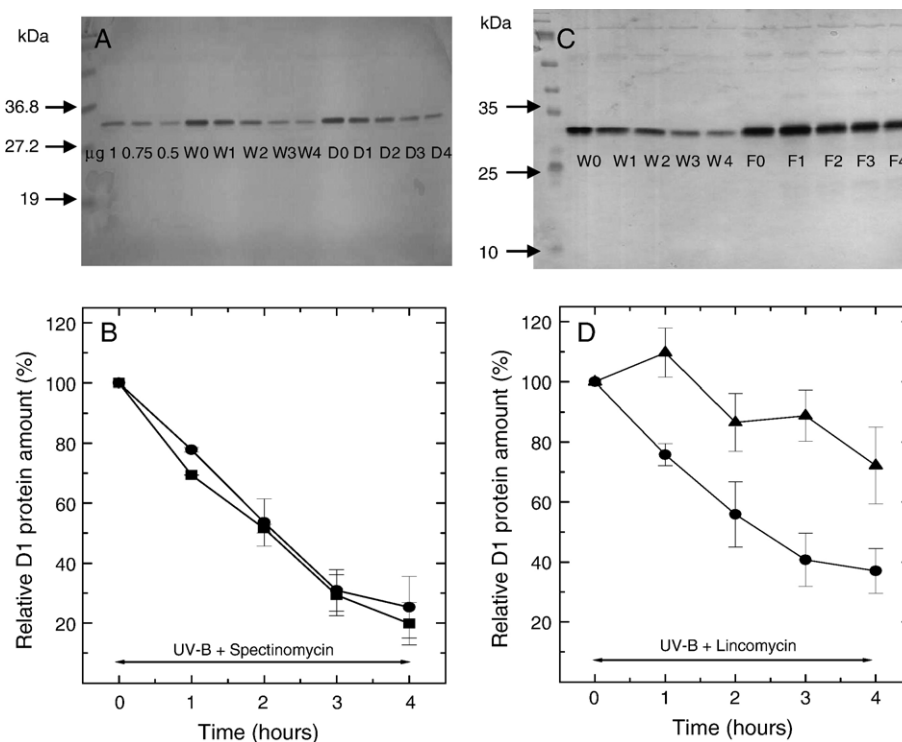 kDa
A
36.8
27.2
µg 1 0.75 0.5 W0 W1 W2 W3 W4 D0 D1 D2 D3 D4
19
kDa
C
35
W0 W1 W2 W3 W4 F0 F1 F2 F3 F4
25
10
B
Relative D1 protein amount (%)
120
100
80
60
40
20
UV-B + Spectinomycin
0 1 2 3 4
Time (hours)
D
Relative D1 protein amount (%)
120
100
80
60
40
20
UV-B + Lincomycin
0 1 2 3 4
Time (hours)